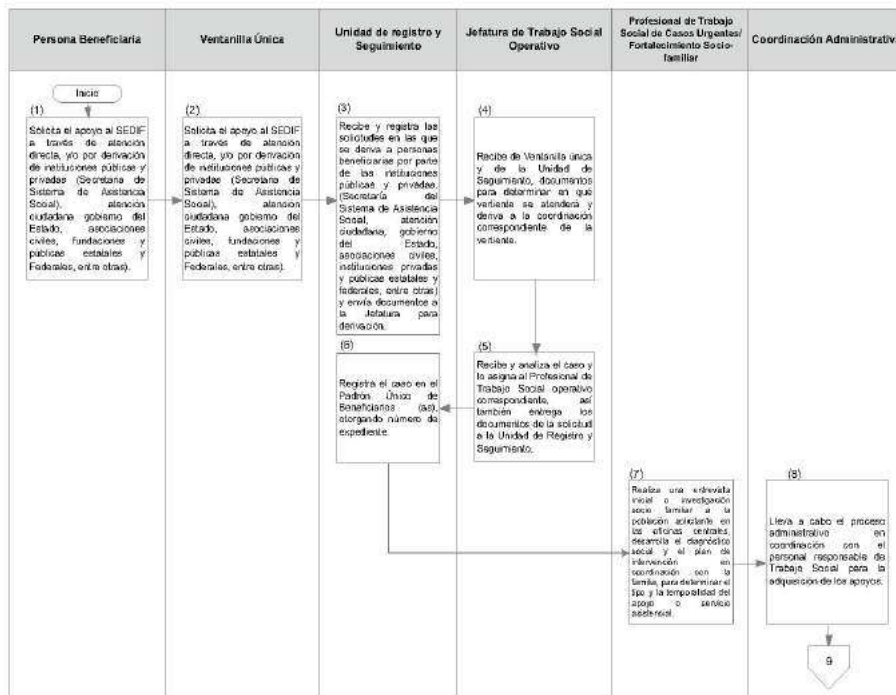 Persona Beneficiaria
Ventanilla Única
Unidad de registro y
Seguimiento
Jefatura de Trabajo Social
Operativo
Profesional de Trabajo
Social de Casos Urgentes/
Fortalecimiento Socio-
familiar
Coordinación Administrativa
Inicio
(1)
Solicita el apoyo al SEDIF
a través de atención
directa, y/o por derivación
de instituciones públicas y
privadas (Secretaria de
Sistema de Asistencia
Social), atención
ciudadana gobierno del
Estado, asociaciones
civiles, fundaciones y
públicas estatales y
Federales, entre otras).
(2)
Solicita el apoyo al SEDIF
a través de atención
directa, y/o por derivación
de instituciones públicas y
privadas (Secretaria de
Sistema de Asistencia
Social), atención
ciudadana gobierno del
Estado, asociaciones
civiles, fundaciones y
públicas estatales y
Federales, entre otras).
(3)
Recibe y registra las
solicitudes en las que
se deriva a personas
beneficiarias por parte
de las instituciones
públicas y privadas.
(Secretaría del
Sistema de Asistencia
Social, atención
ciudadana, gobierno
del Estado,
asociaciones civiles,
instituciones privadas
y públicas estatales y
federales, entre otras)
y envía documentos a
la Jefatura para
derivación.
(4)
Recibe de Ventanilla única
y de la Unidad de
Seguimiento, documentos
para determinar en que
vertiente se atenderá y
deriva a la coordinación
correspondiente de la
vertiente.
(5)
Recibe y analiza el caso y
lo asigna al Profesional de
Trabajo Social operativo
correspondiente, así
también entrega los
documentos de la solicitud
a la Unidad de Registro y
Seguimiento.
(6)
Registra el caso en el
Padrón Único de
Beneficiarios (as),
otorgando número de
expediente.
(7)
Realiza una entrevista
inicial o investigación
socio familiar a la
población solicitante en
las oficinas centrales,
desarrolla el diagnóstico
social y el plan de
intervención en
coordinación con la
familia, para determinar el
tipo y la temporalidad del
apoyo o servicio
asistencial.
(8)
Lleva a cabo el proceso
administrativo en
coordinación con el
personal responsable de
Trabajo Social para la
adquisición de los apoyos.
9